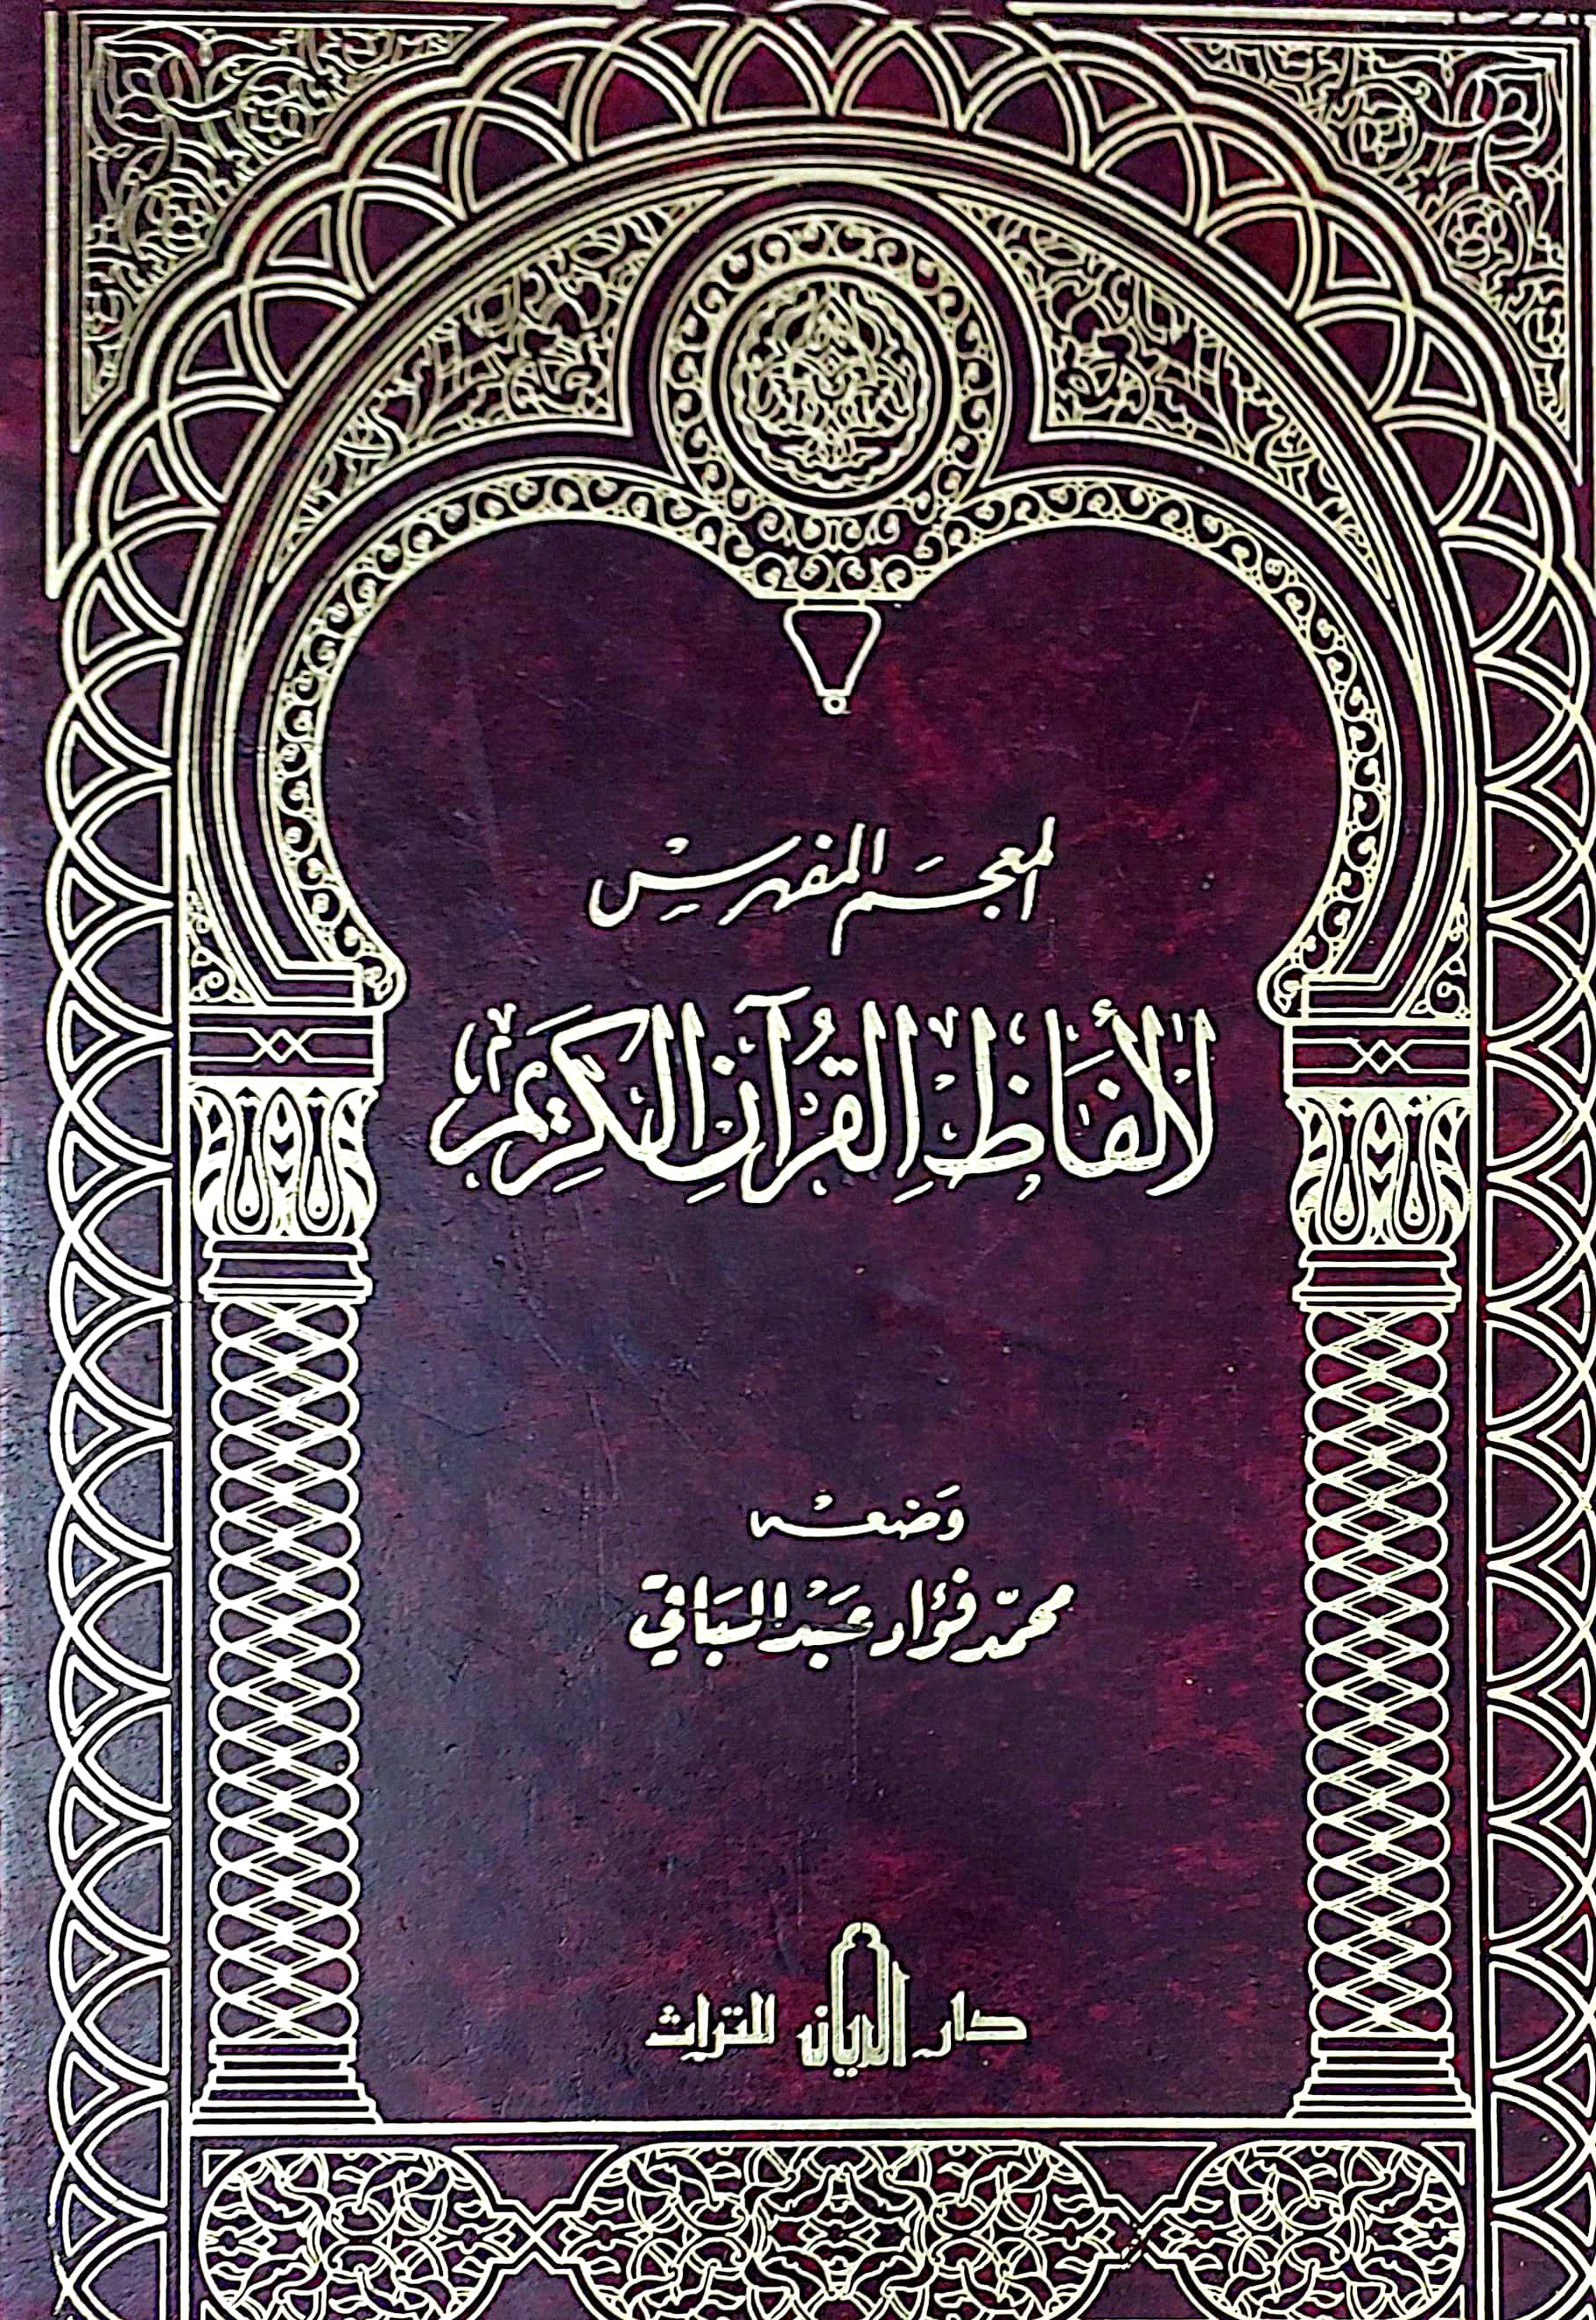 المعجم المفهرس
لألفاظ القرآن الكريم
وضعه
محمد فؤاد عبد الباقي
دار الريان للتراث